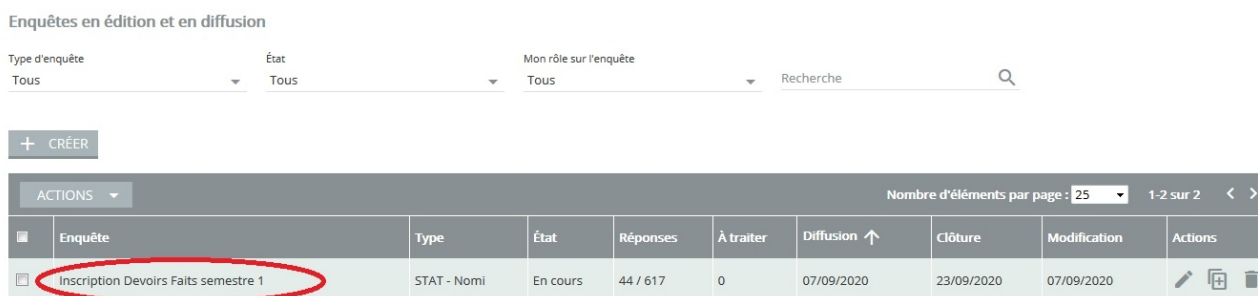 Enquêtes en édition et en diffusion
Type d'enquête État Mon rôle sur l'enquête
Tous Tous Tous Recherche
+ CRÉER
ACTIONS Nombre d'éléments par page : 25 1-2 sur 2 < >
Enquête Type État Réponses À traiter Diffusion ↑ Clôture Modification Actions
Inscription Devoirs Faits semestre 1 STAT - Nomi En cours 44 / 617 0 07/09/2020 23/09/2020 07/09/2020